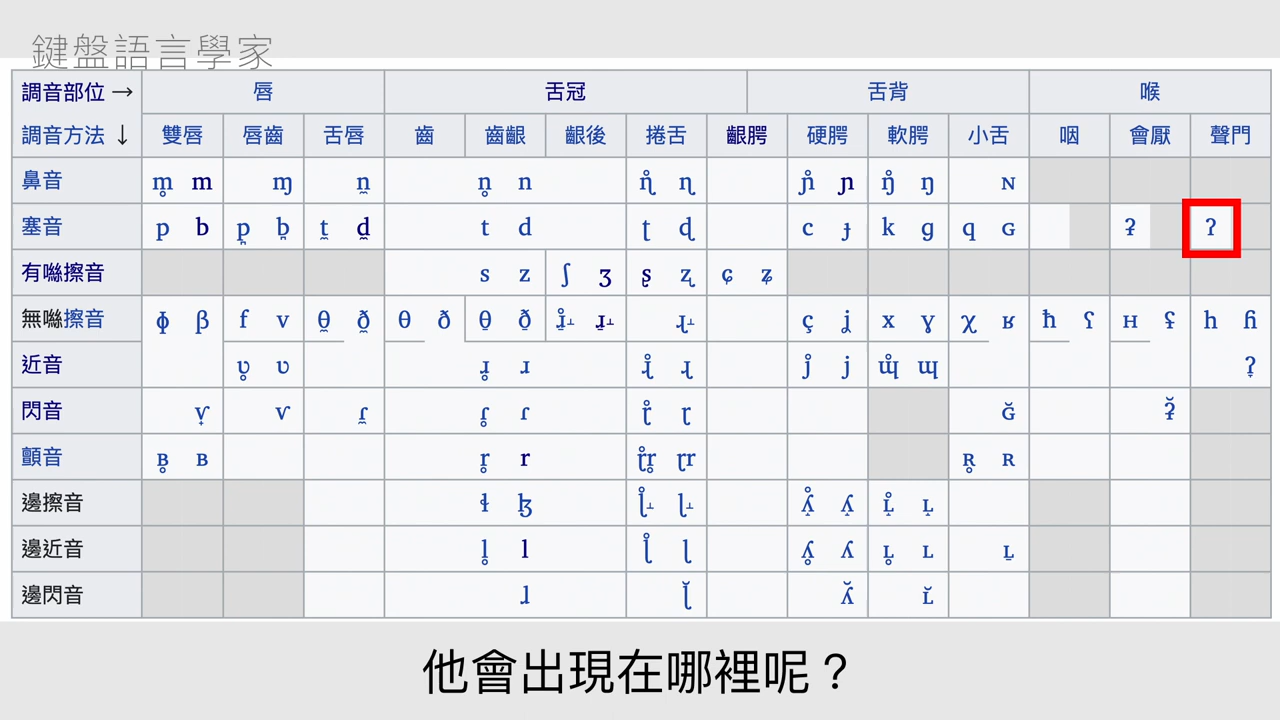 鍵盤語言學家
調音部位 → 唇 舌冠 舌背 喉
調音方法 ↓ 雙唇 唇齒 舌唇 齒 齒齦 齦後 捲舌 齦腭 硬腭 軟腭 小舌 咽 會厭 聲門
鼻音 m̥ m ɱ n̼ n̥ n ɳ̊ ɳ ɲ̊ ɲ ŋ̊ ŋ ɴ
塞音 p b p̪ b̪ t̼ d̼ t d ʈ ɖ c ɟ k ɡ q ɢ ʡ ʔ
有噝擦音 s z ʃ ʒ ʂ ʐ ɕ ʑ
無噝擦音 ɸ β f v θ̼ ð̼ θ ð θ̠ ð̠ ɹ̠̊˔ ɹ̠˔ ɻ˔ ç ʝ x ɣ χ ʁ ħ ʕ ʜ ʢ h ɦ
近音 ʋ̥ ʋ ɹ̥ ɹ ɻ̊ ɻ j̊ j ɰ̊ ɰ ʔ̞
閃音 ⱱ̟ ⱱ ɾ̼ ɾ̥ ɾ ɽ̊ ɽ ɢ̆ ʡ̆
顫音 ʙ̥ ʙ r̥ r ɽ̊r̥ ɽr ʀ̥ ʀ
邊擦音 ɬ ɮ ɭ̊˔ ɭ˔ ʎ̝̊ ʎ̝ ʟ̝̊ ʟ̝
邊近音 l̥ l ɭ̊ ɭ ʎ̥ ʎ ʟ̥ ʟ ʟ̠
邊閃音 ɺ ɭ̆ ʎ̆ ʟ̆
他會出現在哪裡呢？